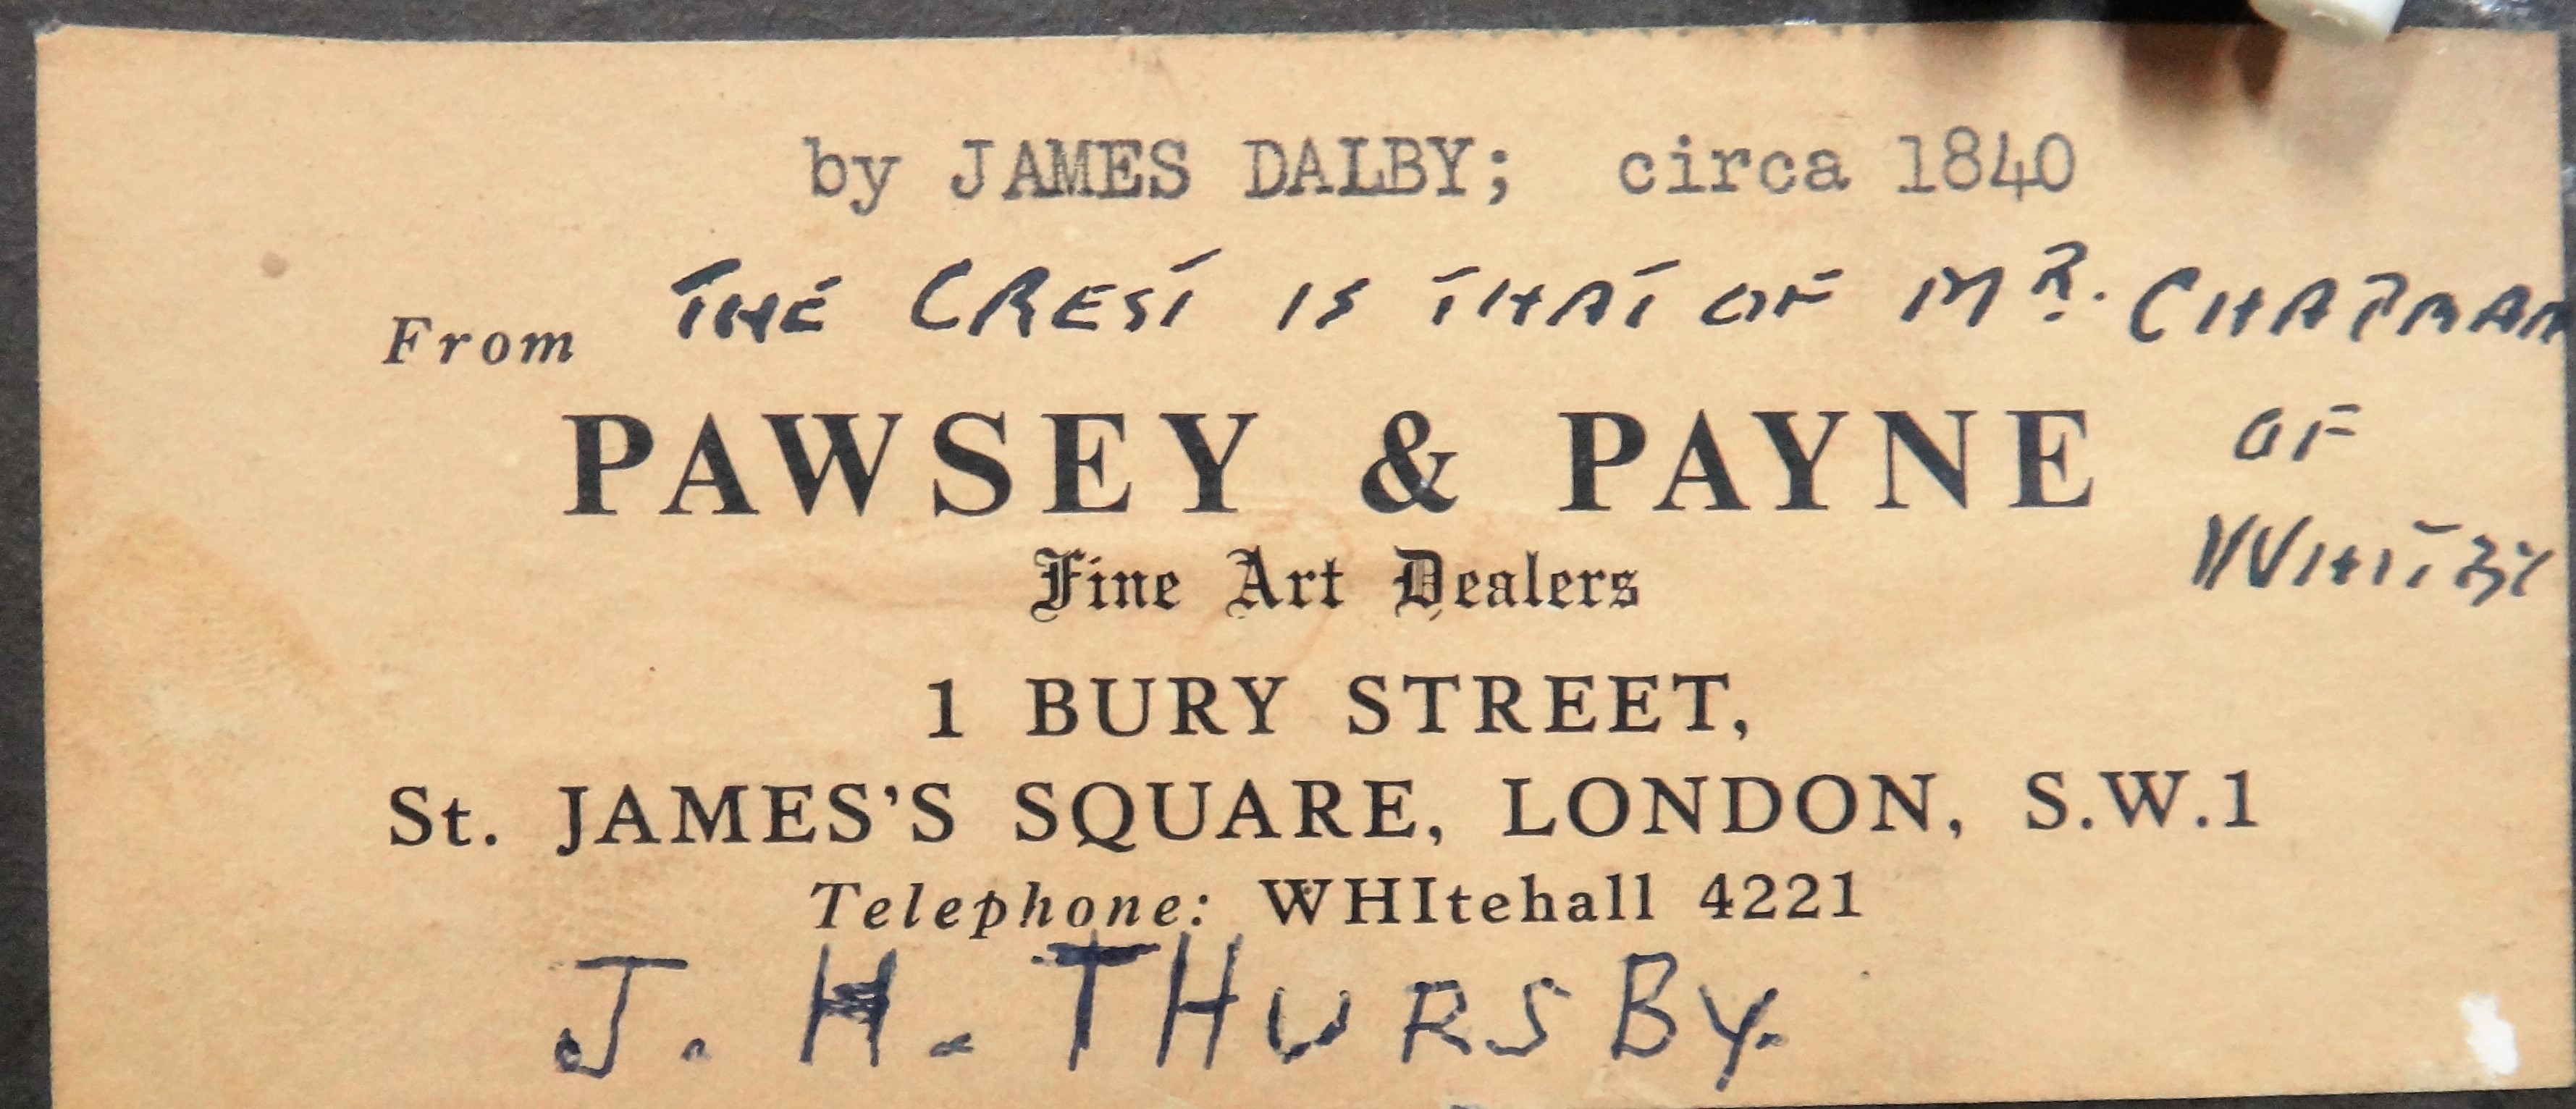 by JAMES DALBY; circa 1840
THE CREST IS THAT OF MR. CHAPMAN
From
PAWSEY & PAYNE
OF
WHITBY
Fine Art Dealers
1 BURY STREET,
St. JAMES'S SQUARE, LONDON, S.W.1
Telephone: WHItehall 4221
J. H. THURSBY.